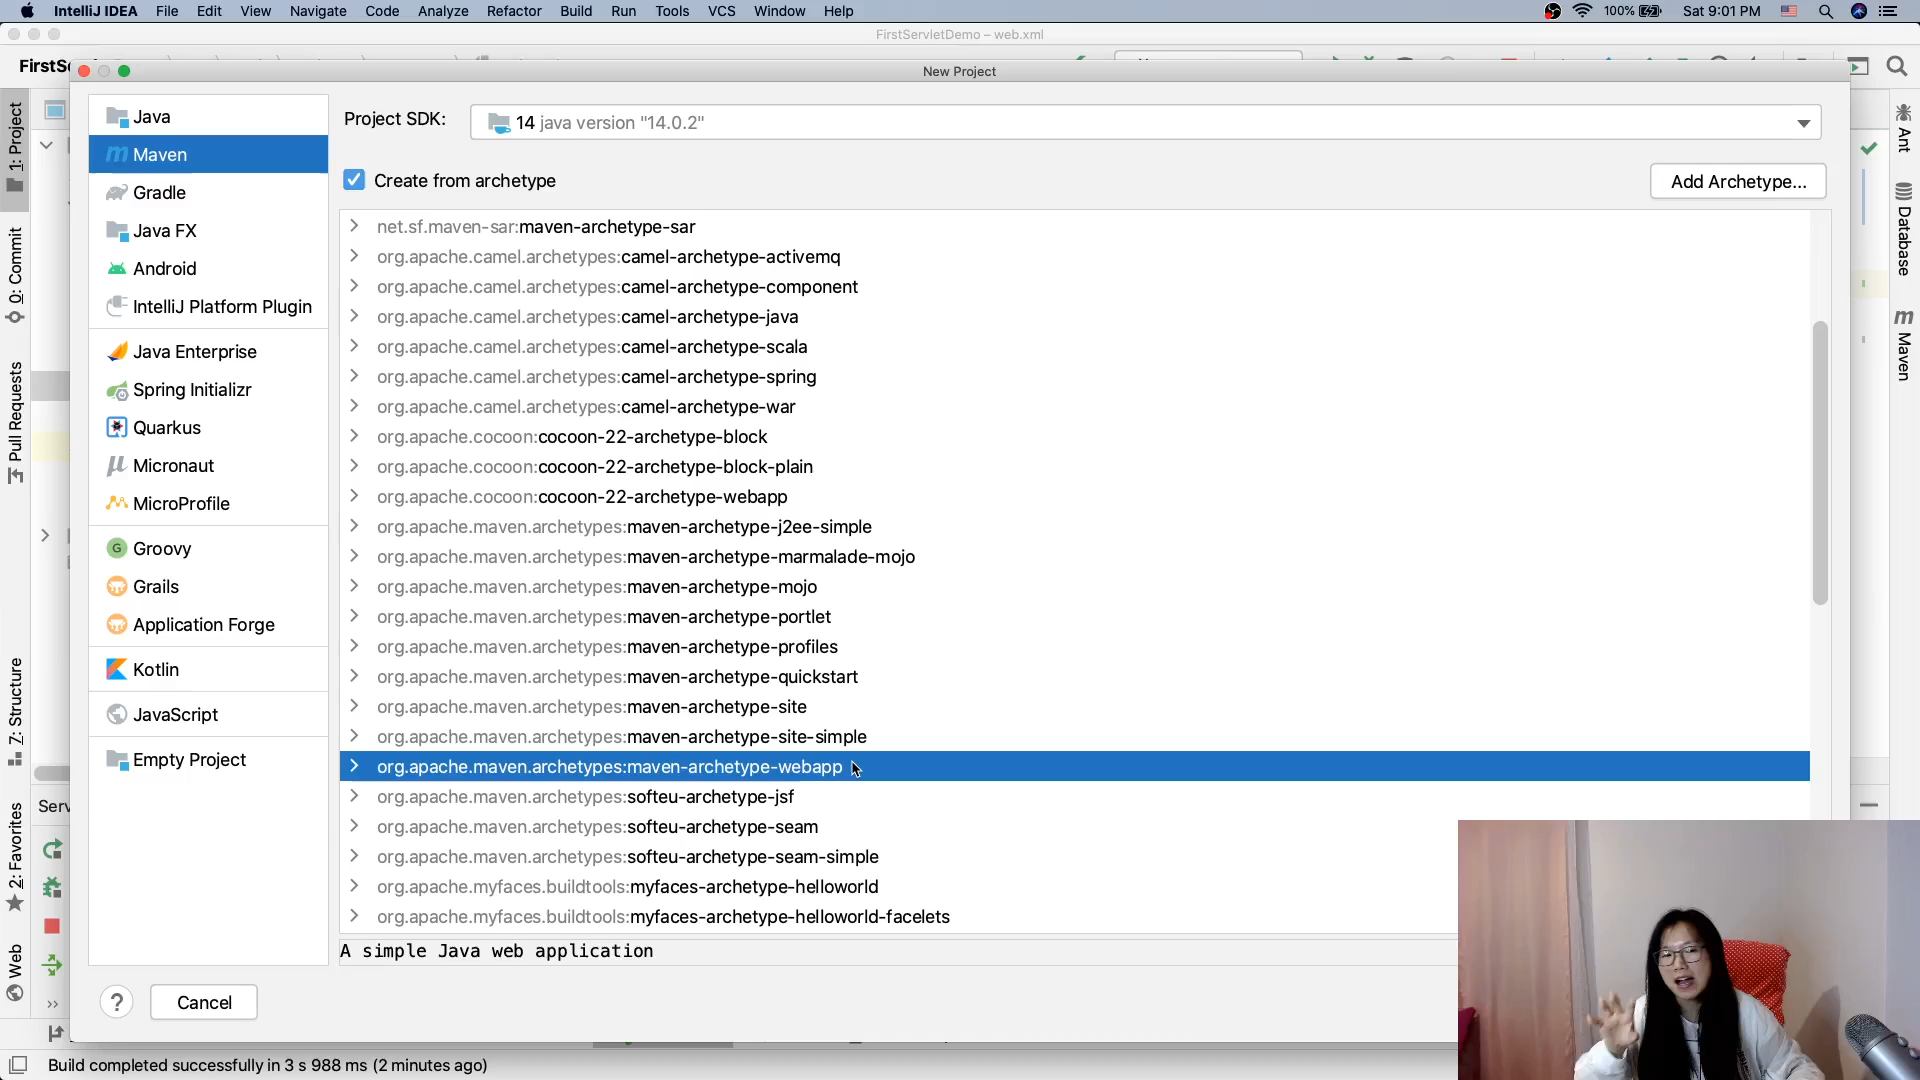 IntelliJ IDEA File Edit View Navigate Code Analyze Refactor Build Run Tools VCS Window Help 100% Sat 9:01 PM
FirstServletDemo – web.xml
FirstS
New Project
1: Project
0: Commit
Pull Requests
Z: Structure
2: Favorites
Web
Java
Maven
Gradle
Java FX
Android
IntelliJ Platform Plugin
Java Enterprise
Spring Initializr
Quarkus
Micronaut
MicroProfile
Groovy
Grails
Application Forge
Kotlin
JavaScript
Empty Project
Project SDK: 14 java version "14.0.2"
Create from archetype
Add Archetype...
net.sf.maven-sar:maven-archetype-sar
org.apache.camel.archetypes:camel-archetype-activemq
org.apache.camel.archetypes:camel-archetype-component
org.apache.camel.archetypes:camel-archetype-java
org.apache.camel.archetypes:camel-archetype-scala
org.apache.camel.archetypes:camel-archetype-spring
org.apache.camel.archetypes:camel-archetype-war
org.apache.cocoon:cocoon-22-archetype-block
org.apache.cocoon:cocoon-22-archetype-block-plain
org.apache.cocoon:cocoon-22-archetype-webapp
org.apache.maven.archetypes:maven-archetype-j2ee-simple
org.apache.maven.archetypes:maven-archetype-marmalade-mojo
org.apache.maven.archetypes:maven-archetype-mojo
org.apache.maven.archetypes:maven-archetype-portlet
org.apache.maven.archetypes:maven-archetype-profiles
org.apache.maven.archetypes:maven-archetype-quickstart
org.apache.maven.archetypes:maven-archetype-site
org.apache.maven.archetypes:maven-archetype-site-simple
org.apache.maven.archetypes:maven-archetype-webapp
org.apache.maven.archetypes:softeu-archetype-jsf
org.apache.maven.archetypes:softeu-archetype-seam
org.apache.maven.archetypes:softeu-archetype-seam-simple
org.apache.myfaces.buildtools:myfaces-archetype-helloworld
org.apache.myfaces.buildtools:myfaces-archetype-helloworld-facelets
A simple Java web application
? Cancel
Ant
Database
m Maven
Serv
Build completed successfully in 3 s 988 ms (2 minutes ago)